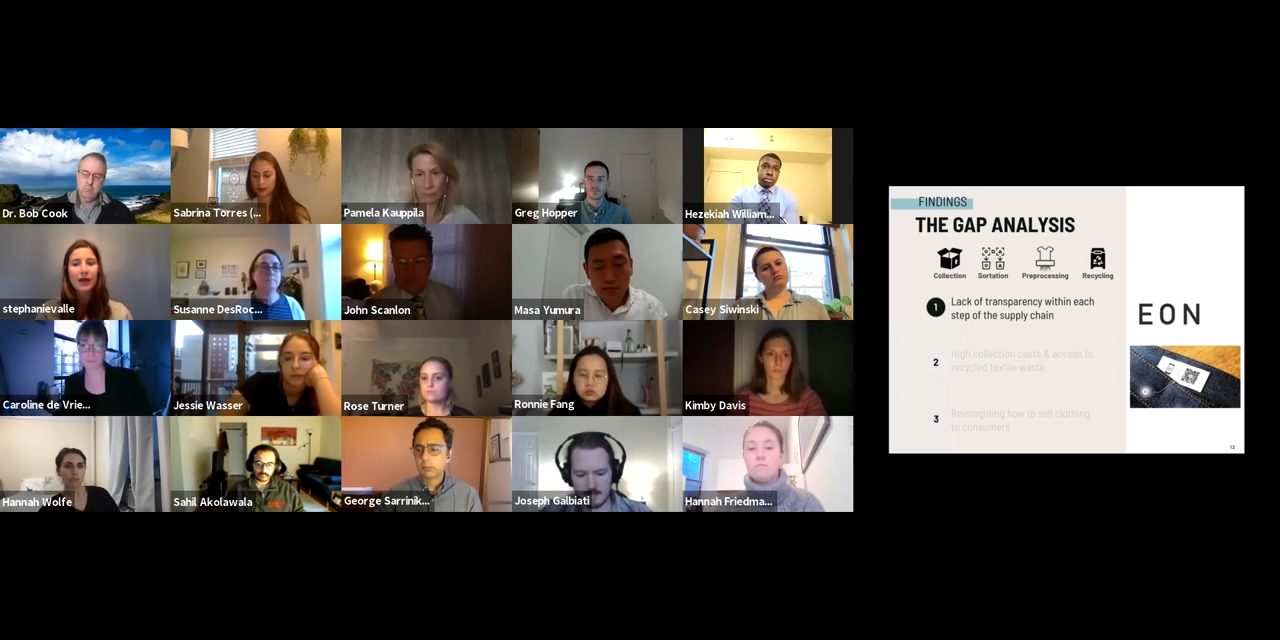 Dr. Bob Cook
Sabrina Torres (...
Pamela Kauppila
Greg Hopper
Hezekiah William...
stephanievalle
Susanne DesRoc...
John Scanlon
Masa Yumura
Casey Siwinski
Caroline de Vrie...
Jessie Wasser
Rose Turner
Ronnie Fang
Kimby Davis
Hannah Wolfe
Sahil Akolawala
George Sarrinik...
Joseph Galbiati
Hannah Friedma...
FINDINGS
THE GAP ANALYSIS
Collection
Sortation
Preprocessing
Recycling
1 Lack of transparency within each
step of the supply chain
2 High collection costs & access to
recycled textile waste
3 Reimagining how to sell clothing
to consumers
EON
12